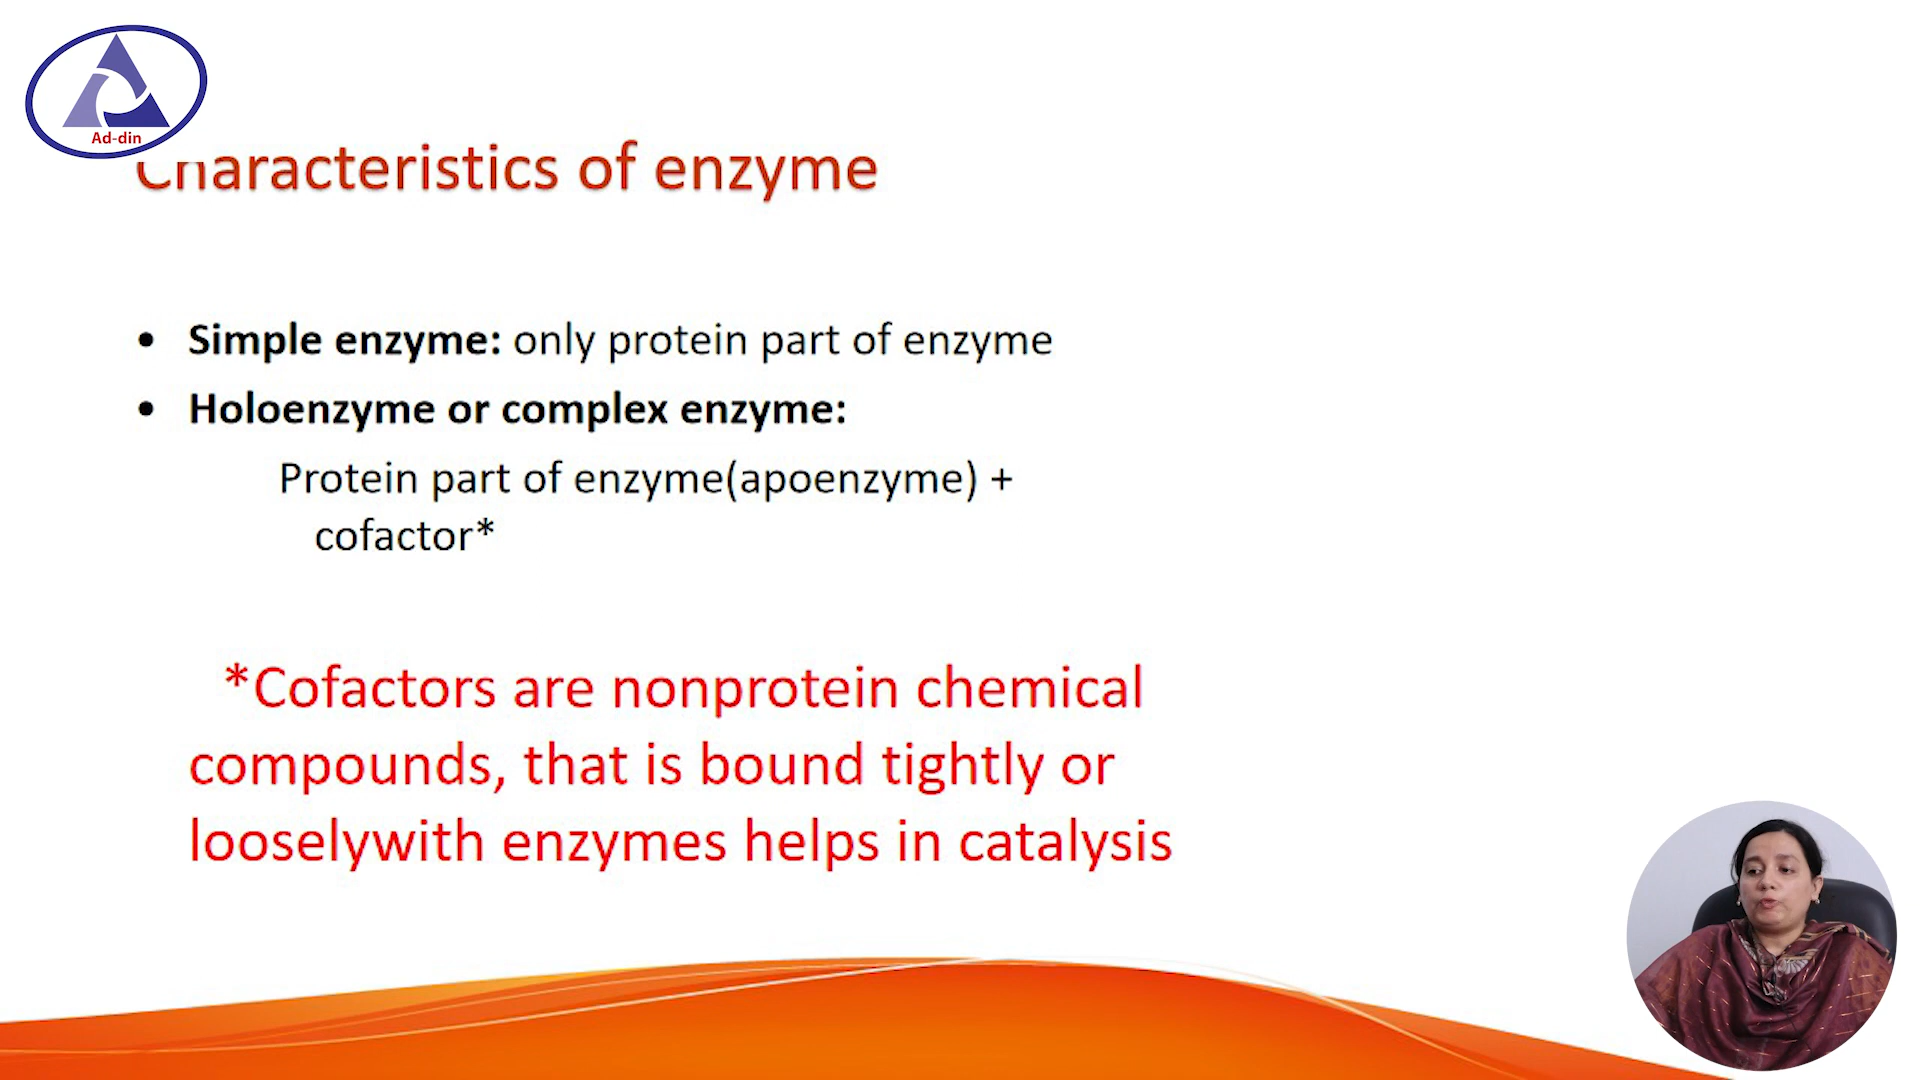 Ad-din
Characteristics of enzyme
• Simple enzyme: only protein part of enzyme
• Holoenzyme or complex enzyme:
Protein part of enzyme(apoenzyme) +
cofactor*
*Cofactors are nonprotein chemical
compounds, that is bound tightly or
looselywith enzymes helps in catalysis